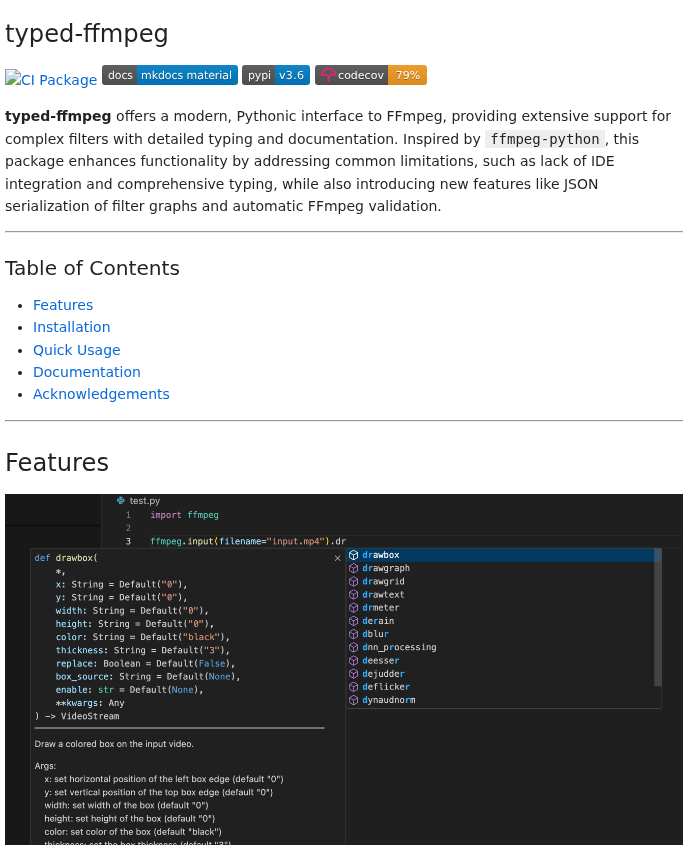 typed-ffmpeg
CI Package docs mkdocs material pypi v3.6 codecov 79%
typed-ffmpeg offers a modern, Pythonic interface to FFmpeg, providing extensive support for
complex filters with detailed typing and documentation. Inspired by ffmpeg-python, this
package enhances functionality by addressing common limitations, such as lack of IDE
integration and comprehensive typing, while also introducing new features like JSON
serialization of filter graphs and automatic FFmpeg validation.
Table of Contents
• Features
• Installation
• Quick Usage
• Documentation
• Acknowledgements
Features
test.py
1 import ffmpeg
2
3 ffmpeg.input(filename="input.mp4").dr
def drawbox(
*,
x: String = Default("0"),
y: String = Default("0"),
width: String = Default("0"),
height: String = Default("0"),
color: String = Default("black"),
thickness: String = Default("3"),
replace: Boolean = Default(False),
box_source: String = Default(None),
enable: str = Default(None),
**kwargs: Any
) -> VideoStream
Draw a colored box on the input video.
Args:
x: set horizontal position of the left box edge (default "0")
y: set vertical position of the top box edge (default "0")
width: set width of the box (default "0")
height: set height of the box (default "0")
color: set color of the box (default "black")
thickness: set the box thickness (default "3")
drawbox
drawgraph
drawgrid
drawtext
drmeter
derain
dblur
dnn_processing
deesser
dejudder
deflicker
dynaudnorm